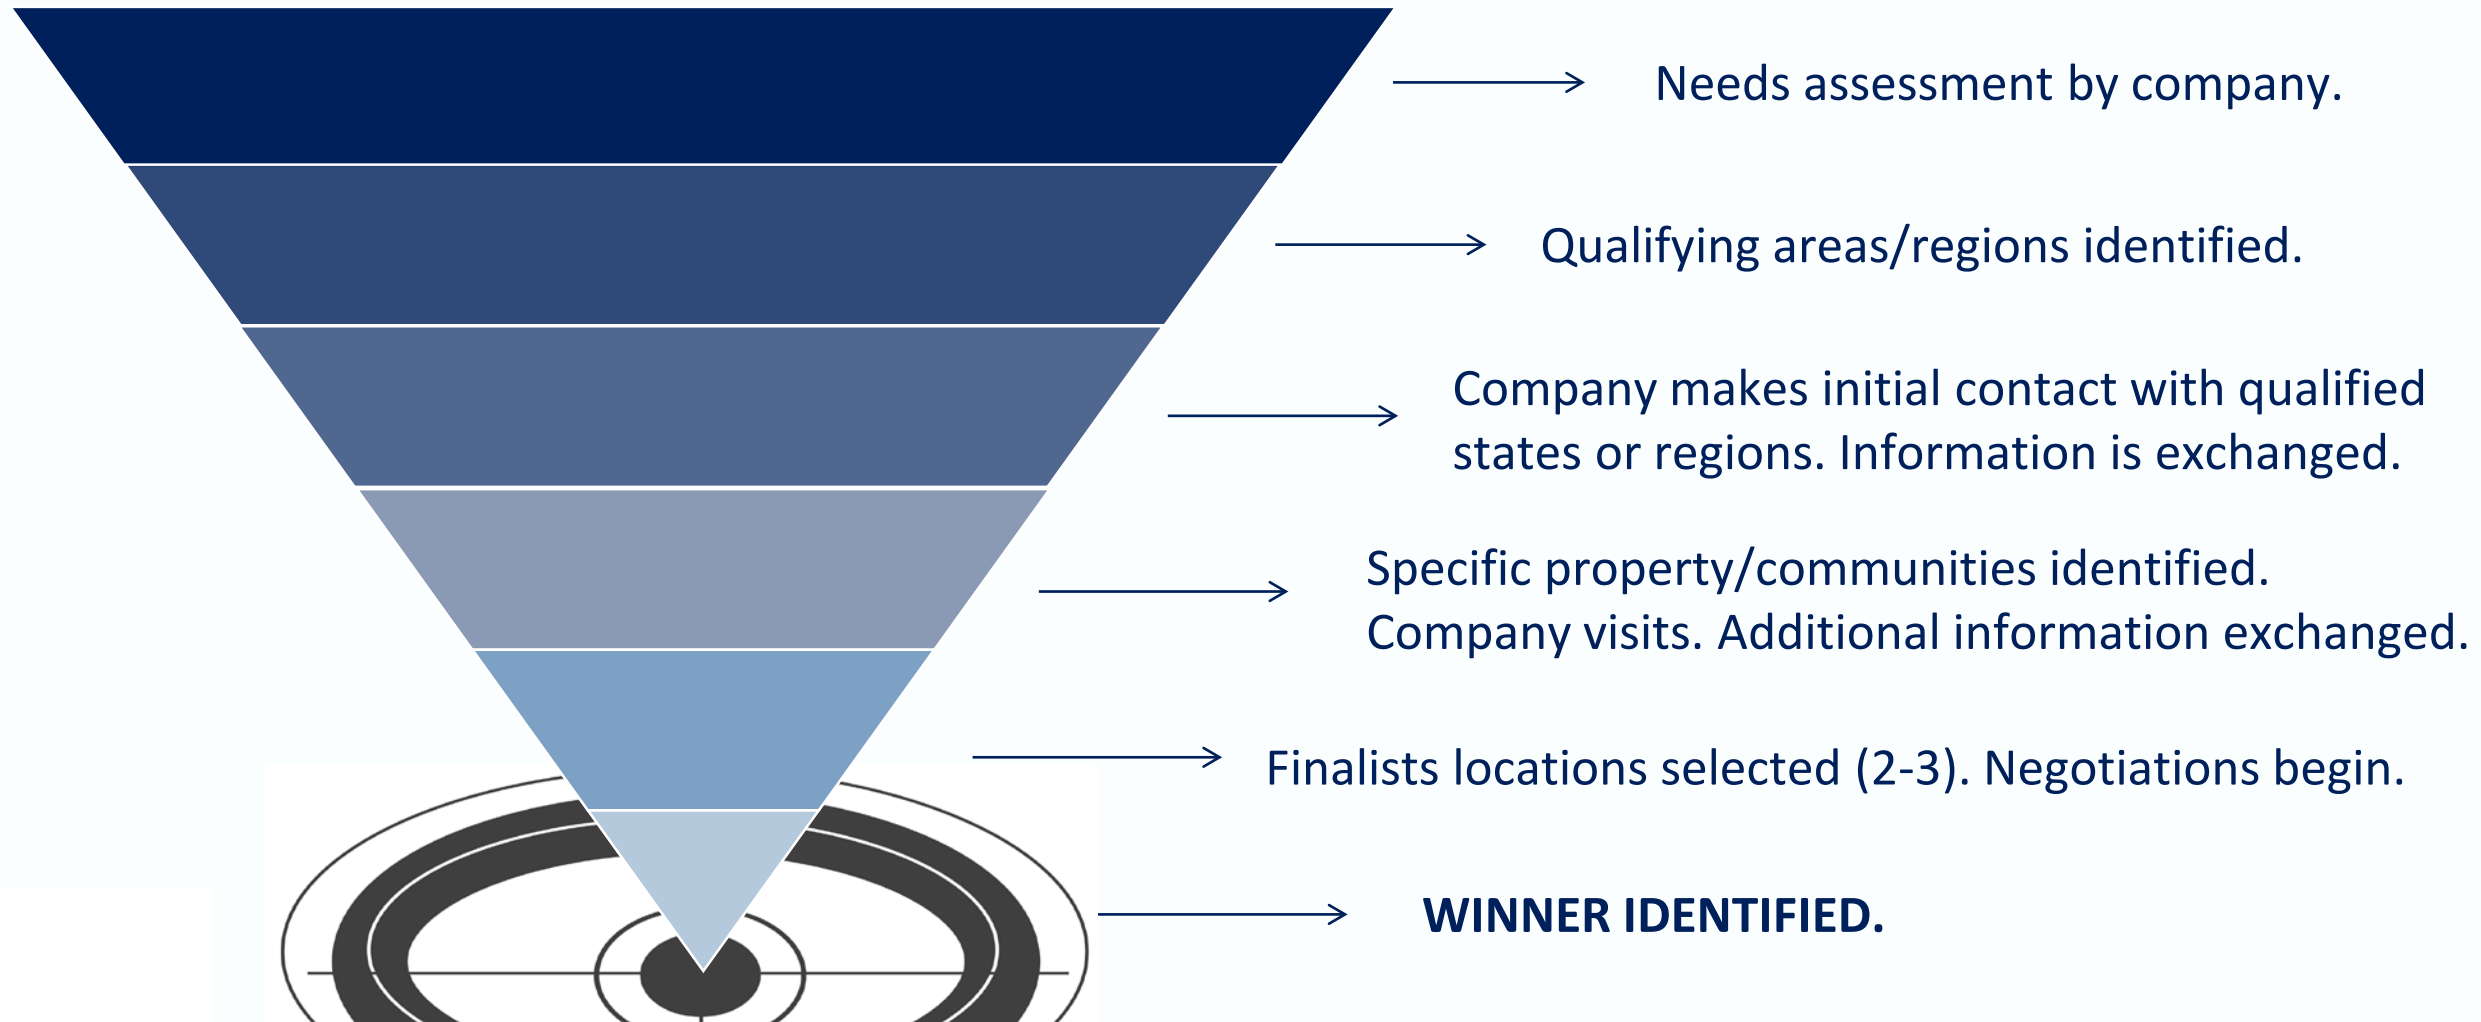 Needs assessment by company.
Qualifying areas/regions identified.
Company makes initial contact with qualified
states or regions. Information is exchanged.
Specific property/communities identified.
Company visits. Additional information exchanged.
Finalists locations selected (2-3). Negotiations begin.
WINNER IDENTIFIED.